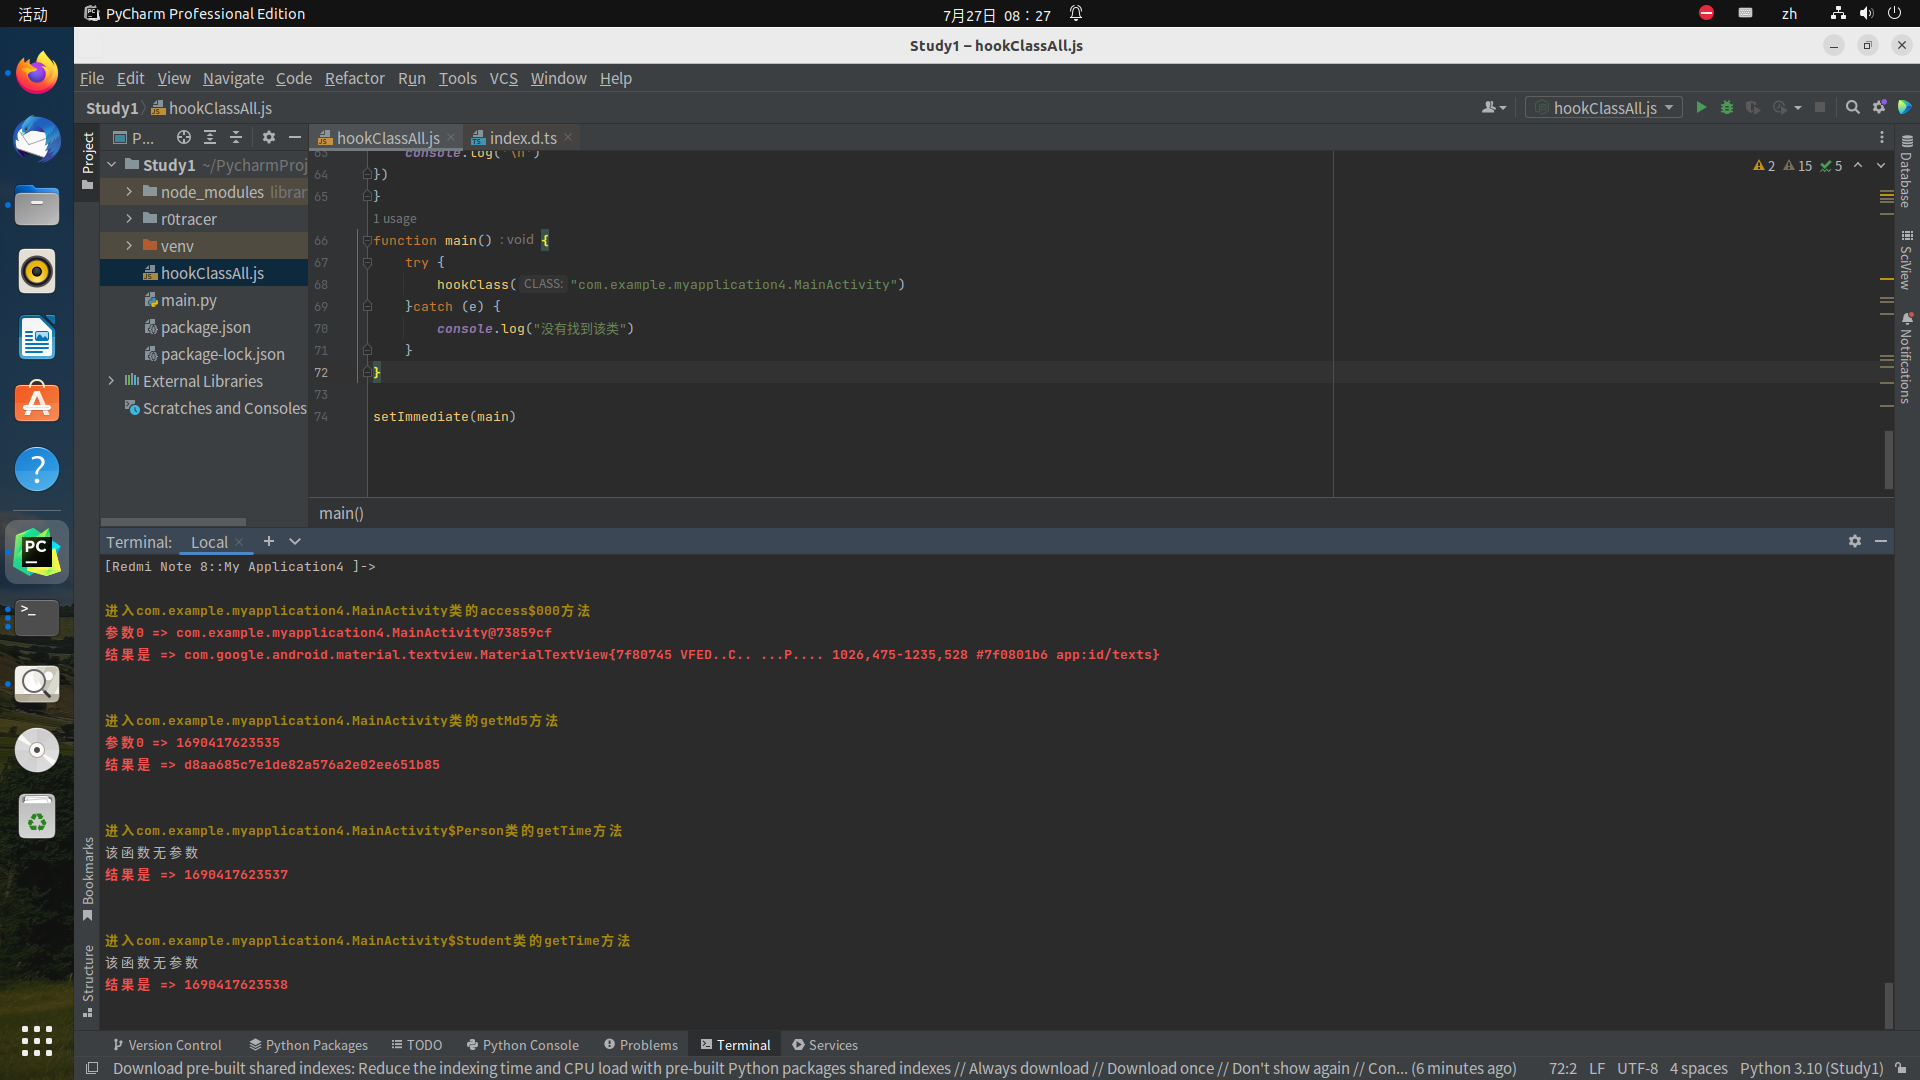 活动
PyCharm Professional Edition
7月27日 08：27
zh
Study1 – hookClassAll.js
File Edit View Navigate Code Refactor Run Tools VCS Window Help
Study1 hookClassAll.js
hookClassAll.js
Project
P...
hookClassAll.js
index.d.ts
Study1 ~/PycharmProj
node_modules librar
r0tracer
venv
hookClassAll.js
main.py
package.json
package-lock.json
External Libraries
Scratches and Consoles
63 console.log('\n')
64 })
65 }
1 usage
66 function main() : void {
67 try {
68 hookClass( CLASS: "com.example.myapplication4.MainActivity")
69 }catch (e) {
70 console.log("没有找到该类")
71 }
72 }
73
74 setImmediate(main)
2 15 5
Database
SciView
Notifications
main()
Terminal: Local
[Redmi Note 8::My Application4 ]->
进入com.example.myapplication4.MainActivity类的access$000方法
参数0 => com.example.myapplication4.MainActivity@73859cf
结果是 => com.google.android.material.textview.MaterialTextView{7f80745 VFED..C.. ...P.... 1026,475-1235,528 #7f0801b6 app:id/texts}
进入com.example.myapplication4.MainActivity类的getMd5方法
参数0 => 1690417623535
结果是 => d8aa685c7e1de82a576a2e02ee651b85
进入com.example.myapplication4.MainActivity$Person类的getTime方法
该函数无参数
结果是 => 1690417623537
进入com.example.myapplication4.MainActivity$Student类的getTime方法
该函数无参数
结果是 => 1690417623538
Bookmarks
Structure
Version Control Python Packages TODO Python Console Problems Terminal Services
Download pre-built shared indexes: Reduce the indexing time and CPU load with pre-built Python packages shared indexes // Always download // Download once // Don't show again // Con... (6 minutes ago)
72:2 LF UTF-8 4 spaces Python 3.10 (Study1)